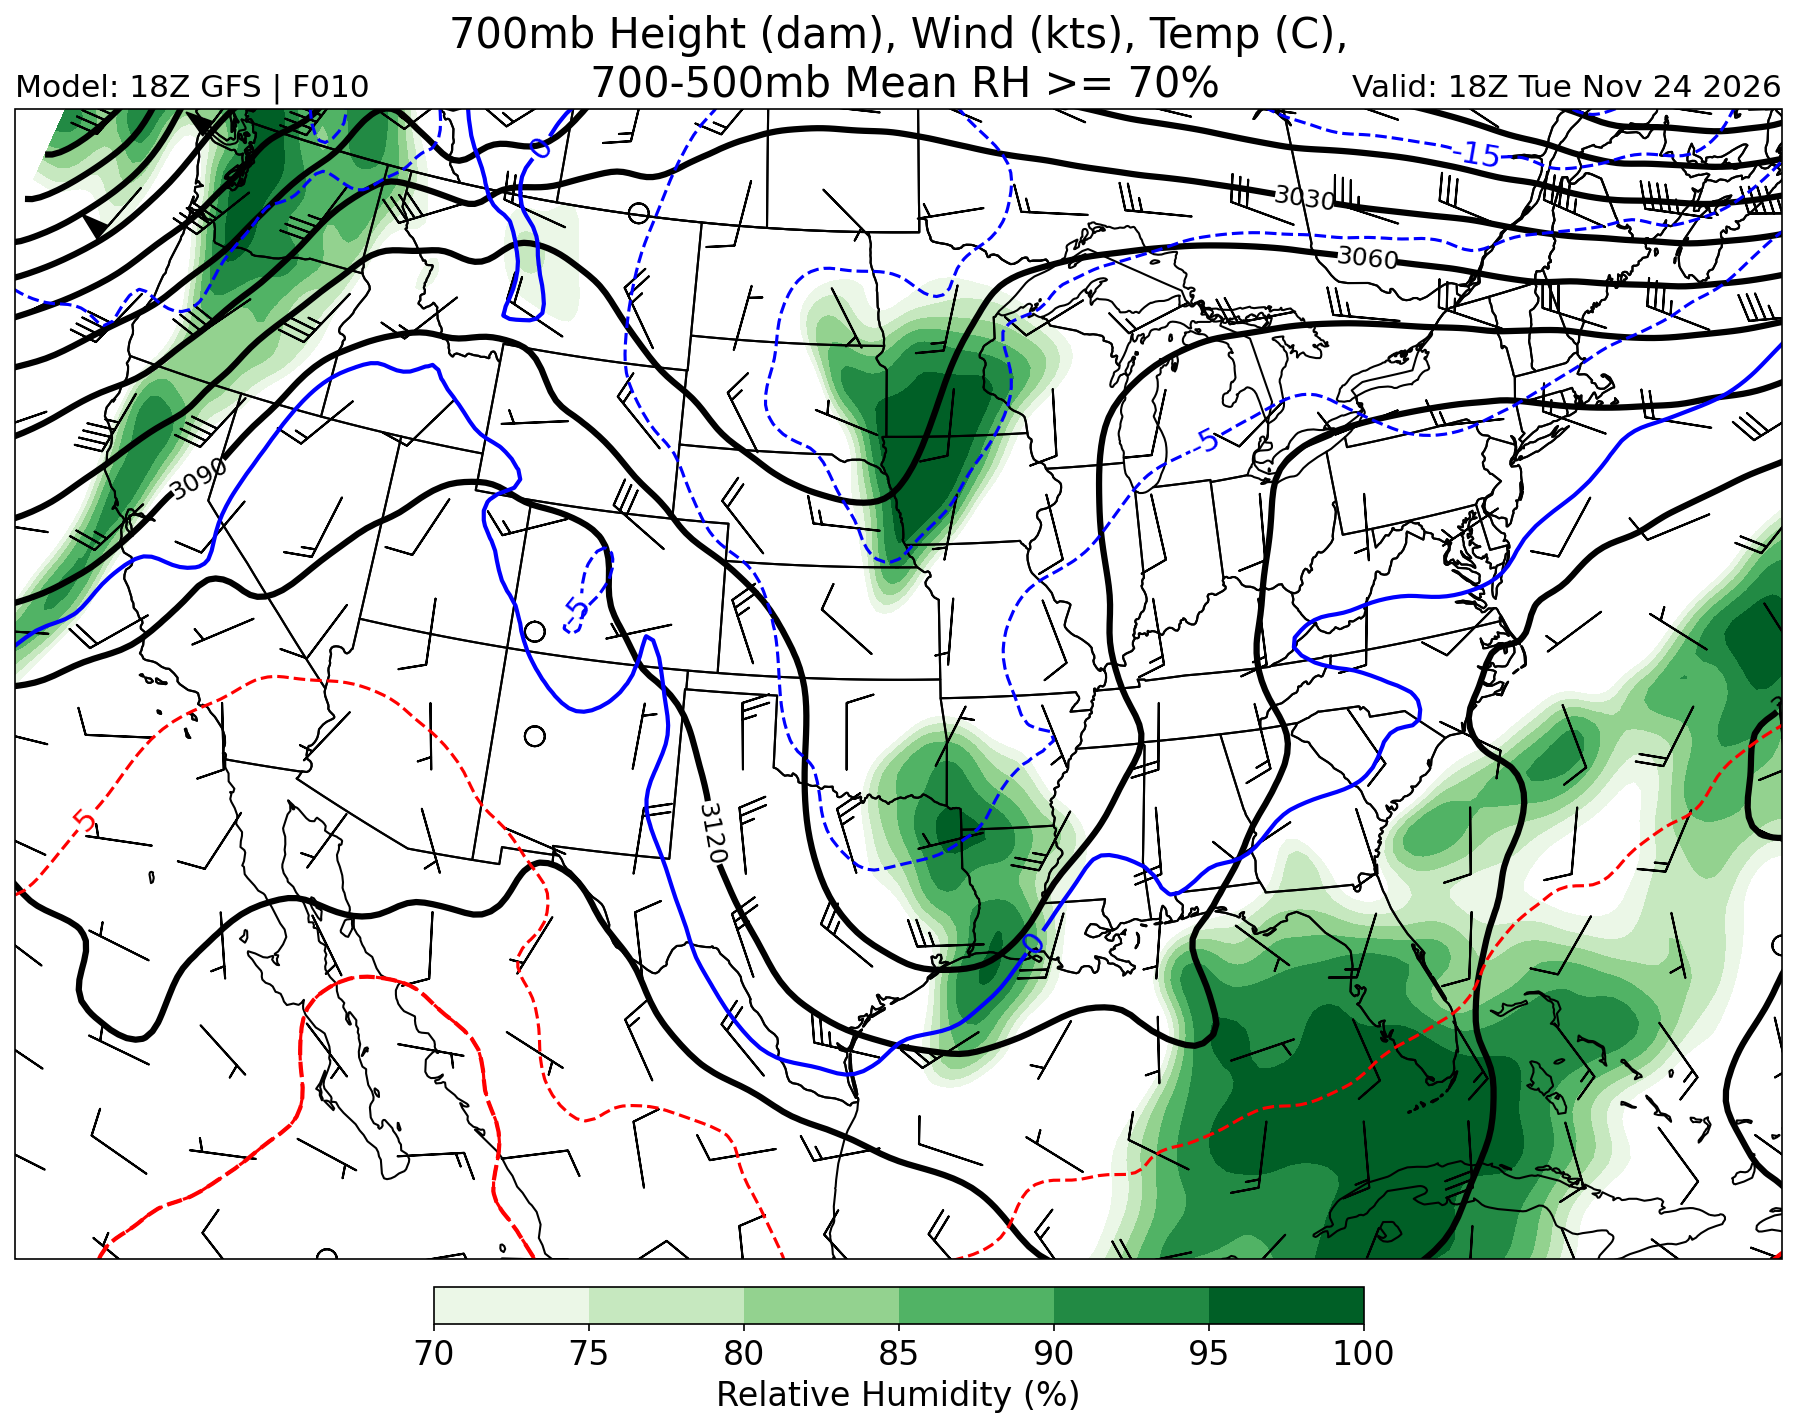 700mb Height (dam), Wind (kts), Temp (C),
700-500mb Mean RH >= 70%
Model: 18Z GFS | F010
Valid: 18Z Tue Nov 24 2026
0
-15
3030
3060
-5
3090
-5
5
3120
0
70 75 80 85 90 95 100
Relative Humidity (%)